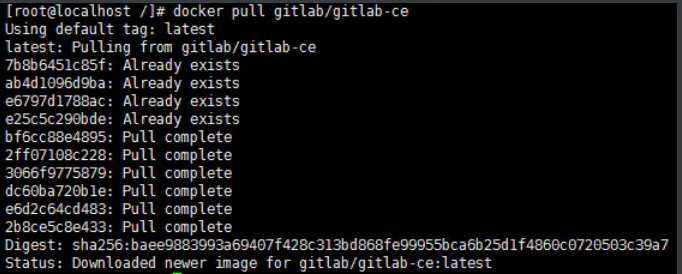 [root@localhost /]# docker pull gitlab/gitlab-ce
Using default tag: latest
latest: Pulling from gitlab/gitlab-ce
7b8b6451c85f: Already exists
ab4d1096d9ba: Already exists
e6797d1788ac: Already exists
e25c5c290bde: Already exists
bf6cc88e4895: Pull complete
2ff07108c228: Pull complete
3066f9775879: Pull complete
dc60ba720b1e: Pull complete
e6d2c64cd483: Pull complete
2b8ce5c8e433: Pull complete
Digest: sha256:baee9883993a69407f428c313bd868fe99955bca6b25d1f4860c0720503c39a7
Status: Downloaded newer image for gitlab/gitlab-ce:latest